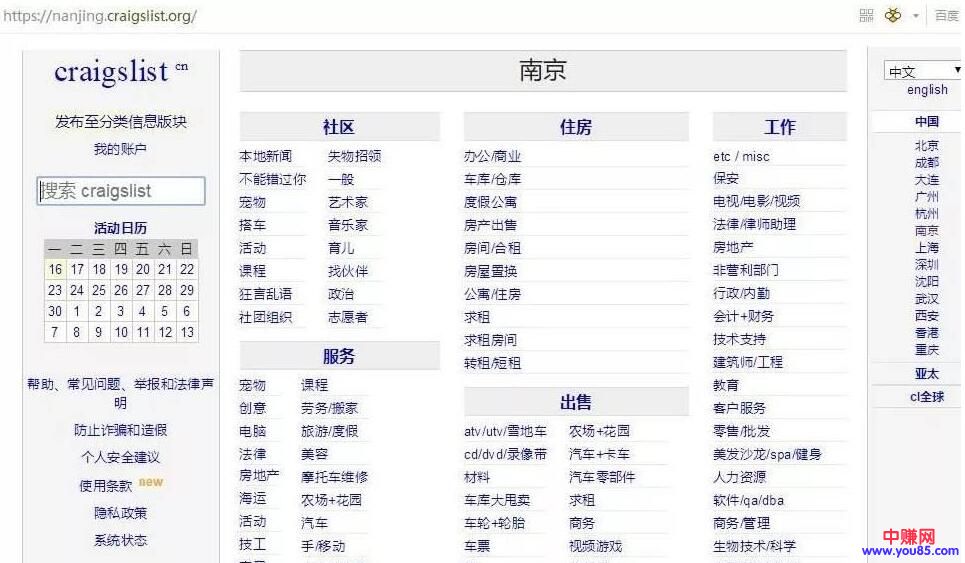 https://nanjing.craigslist.org/
百度
craigslist cn
发布至分类信息版块
我的账户
搜索 craigslist
活动日历
一 二 三 四 五 六 日
16 17 18 19 20 21 22
23 24 25 26 27 28 29
30 1 2 3 4 5 6
7 8 9 10 11 12 13
帮助、常见问题、举报和法律声
明
防止诈骗和造假
个人安全建议
使用条款 new
隐私政策
系统状态
南京
社区
本地新闻 失物招领
不能错过你 一般
宠物 艺术家
搭车 音乐家
活动 育儿
课程 找伙伴
狂言乱语 政治
社团组织 志愿者
服务
宠物 课程
创意 劳务/搬家
电脑 旅游/度假
法律 美容
房地产 摩托车维修
海运 农场+花园
活动 汽车
技工 手/移动
住房
办公/商业
车库/仓库
度假公寓
房产出售
房间/合租
房屋置换
公寓/住房
求租
求租房间
转租/短租
出售
atv/utv/雪地车 农场+花园
cd/dvd/录像带 汽车+卡车
材料 汽车零部件
车库大甩卖 求租
车轮+轮胎 商务
车票 视频游戏
工作
etc / misc
保安
电视/电影/视频
法律/律师助理
房地产
非营利部门
行政/内勤
会计+财务
技术支持
建筑师/工程
教育
客户服务
零售/批发
美发沙龙/spa/健身
人力资源
软件/qa/dba
商务/管理
生物技术/科学
中文
english
中国
北京
成都
大连
广州
杭州
南京
上海
深圳
沈阳
武汉
西安
香港
重庆
亚太
cl全球
中赚网
www.you85.com